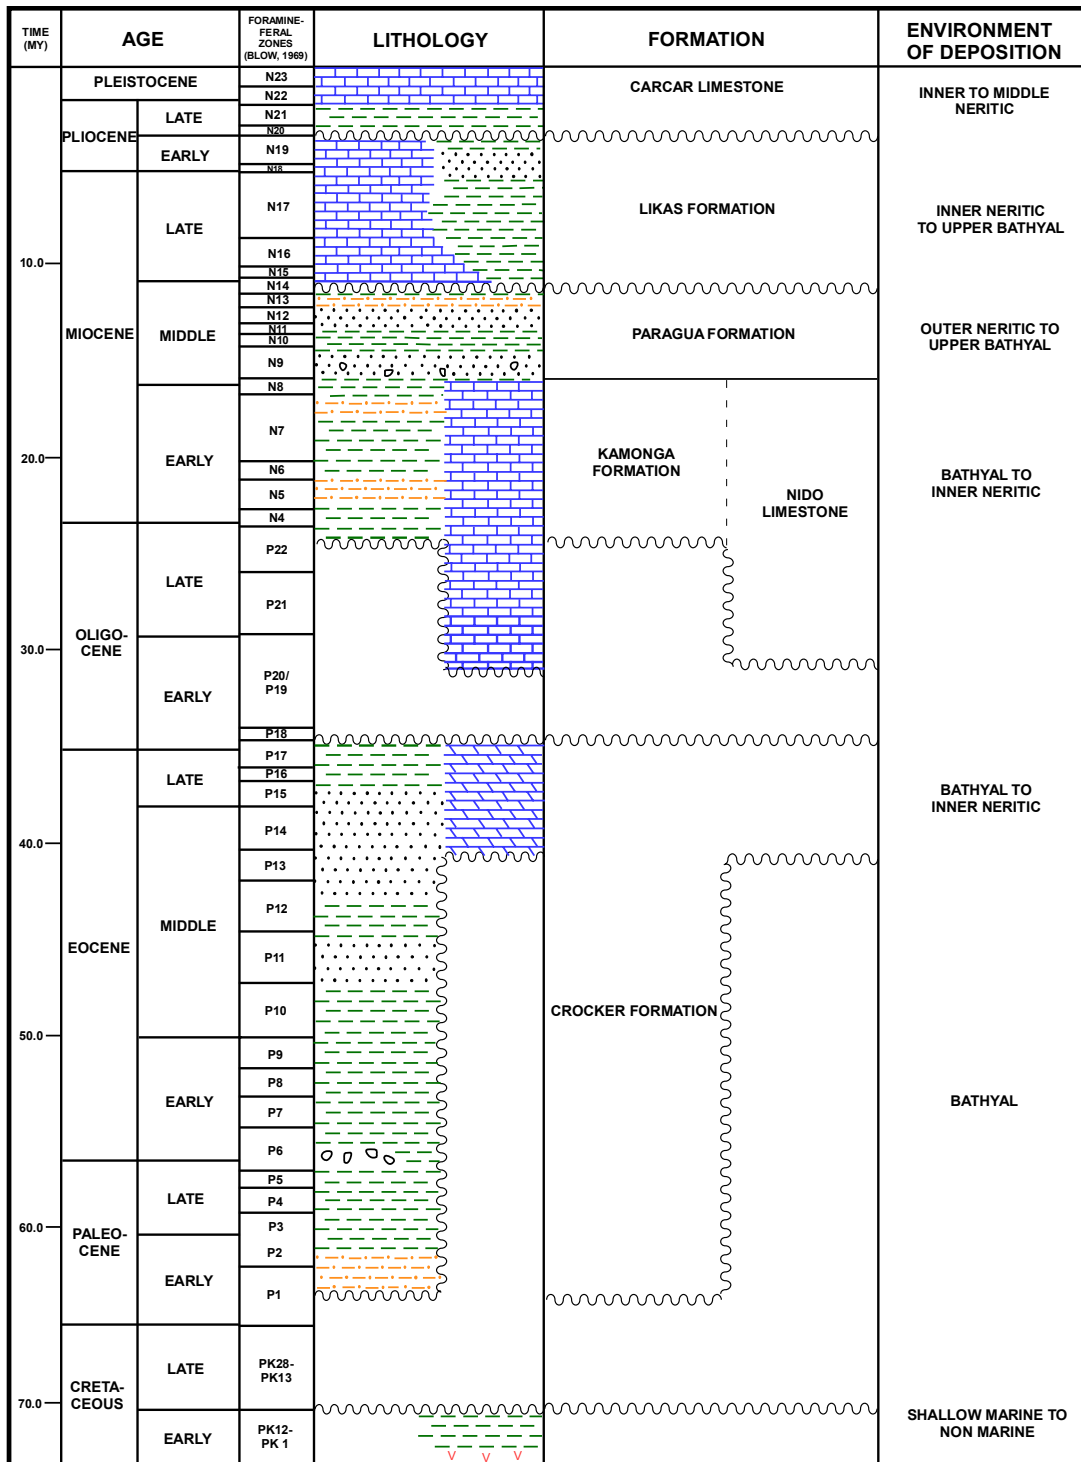 TIME
(MY)
AGE
FORAMINE-
FERAL
ZONES
(BLOW, 1969)
LITHOLOGY
FORMATION
ENVIRONMENT
OF DEPOSITION
PLEISTOCENE
N23
CARCAR LIMESTONE
INNER TO MIDDLE
NERITIC
N22
PLIOCENE
LATE
N21
N20
EARLY
N19
N18
LATE
N17
LIKAS FORMATION
INNER NERITIC
TO UPPER BATHYAL
N16
10.0
N15
N14
N13
MIOCENE
MIDDLE
N12
PARAGUA FORMATION
OUTER NERITIC TO
UPPER BATHYAL
N11
N10
N9
N8
N7
EARLY
20.0
KAMONGA
FORMATION
N6
BATHYAL TO
INNER NERITIC
N5
NIDO
LIMESTONE
N4
P22
LATE
P21
OLIGO-
CENE
30.0
P20/
P19
EARLY
P18
P17
LATE
P16
P15
BATHYAL TO
INNER NERITIC
P14
40.0
P13
P12
EOCENE
MIDDLE
P11
P10
CROCKER FORMATION
50.0
P9
P8
EARLY
BATHYAL
P7
P6
P5
LATE
P4
60.0
P3
PALEO-
CENE
P2
EARLY
P1
LATE
PK28-
PK13
CRETA-
CEOUS
70.0
SHALLOW MARINE TO
NON MARINE
EARLY
PK12-
PK 1